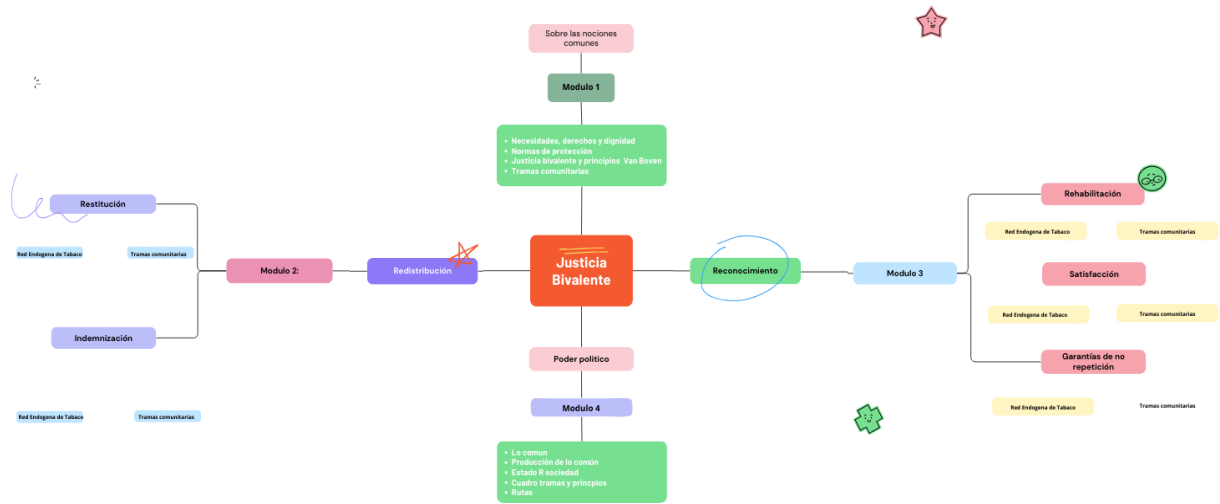 Sobre las nociones
comunes
Modulo 1
Necesidades, derechos y dignidad
Normas de protección
Justicia bivalente y principios Van Boven
Tramas comunitarias
Restitución
Red Endogena de Tabaco
Tramas comunitarias
Modulo 2:
Redistribución
Indemnización
Red Endogena de Tabaco
Tramas comunitarias
Justicia
Bivalente
Reconocimiento
Modulo 3
Rehabilitación
Red Endogena de Tabaco
Tramas comunitarias
Satisfacción
Red Endogena de Tabaco
Tramas comunitarias
Garantías de no
repetición
Red Endogena de Tabaco
Tramas comunitarias
Poder politico
Modulo 4
Lo comun
Producción de lo común
Estado R sociedad
Cuadro tramas y princpios
Rutas